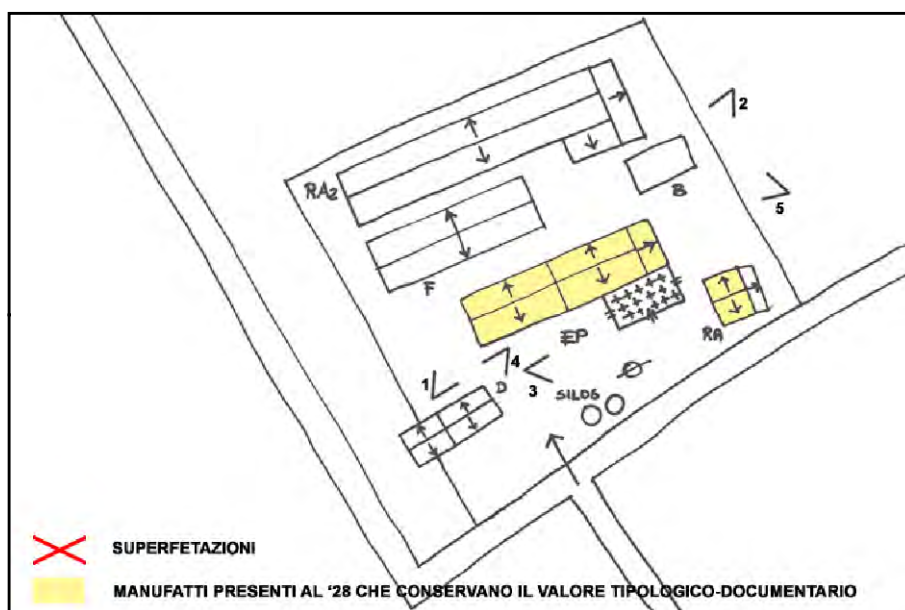 2
RA2
B
5
F
EP
RA
4
1
D
3
SILOS
SUPERFETAZIONI
MANUFATTI PRESENTI AL '28 CHE CONSERVANO IL VALORE TIPOLOGICO-DOCUMENTARIO